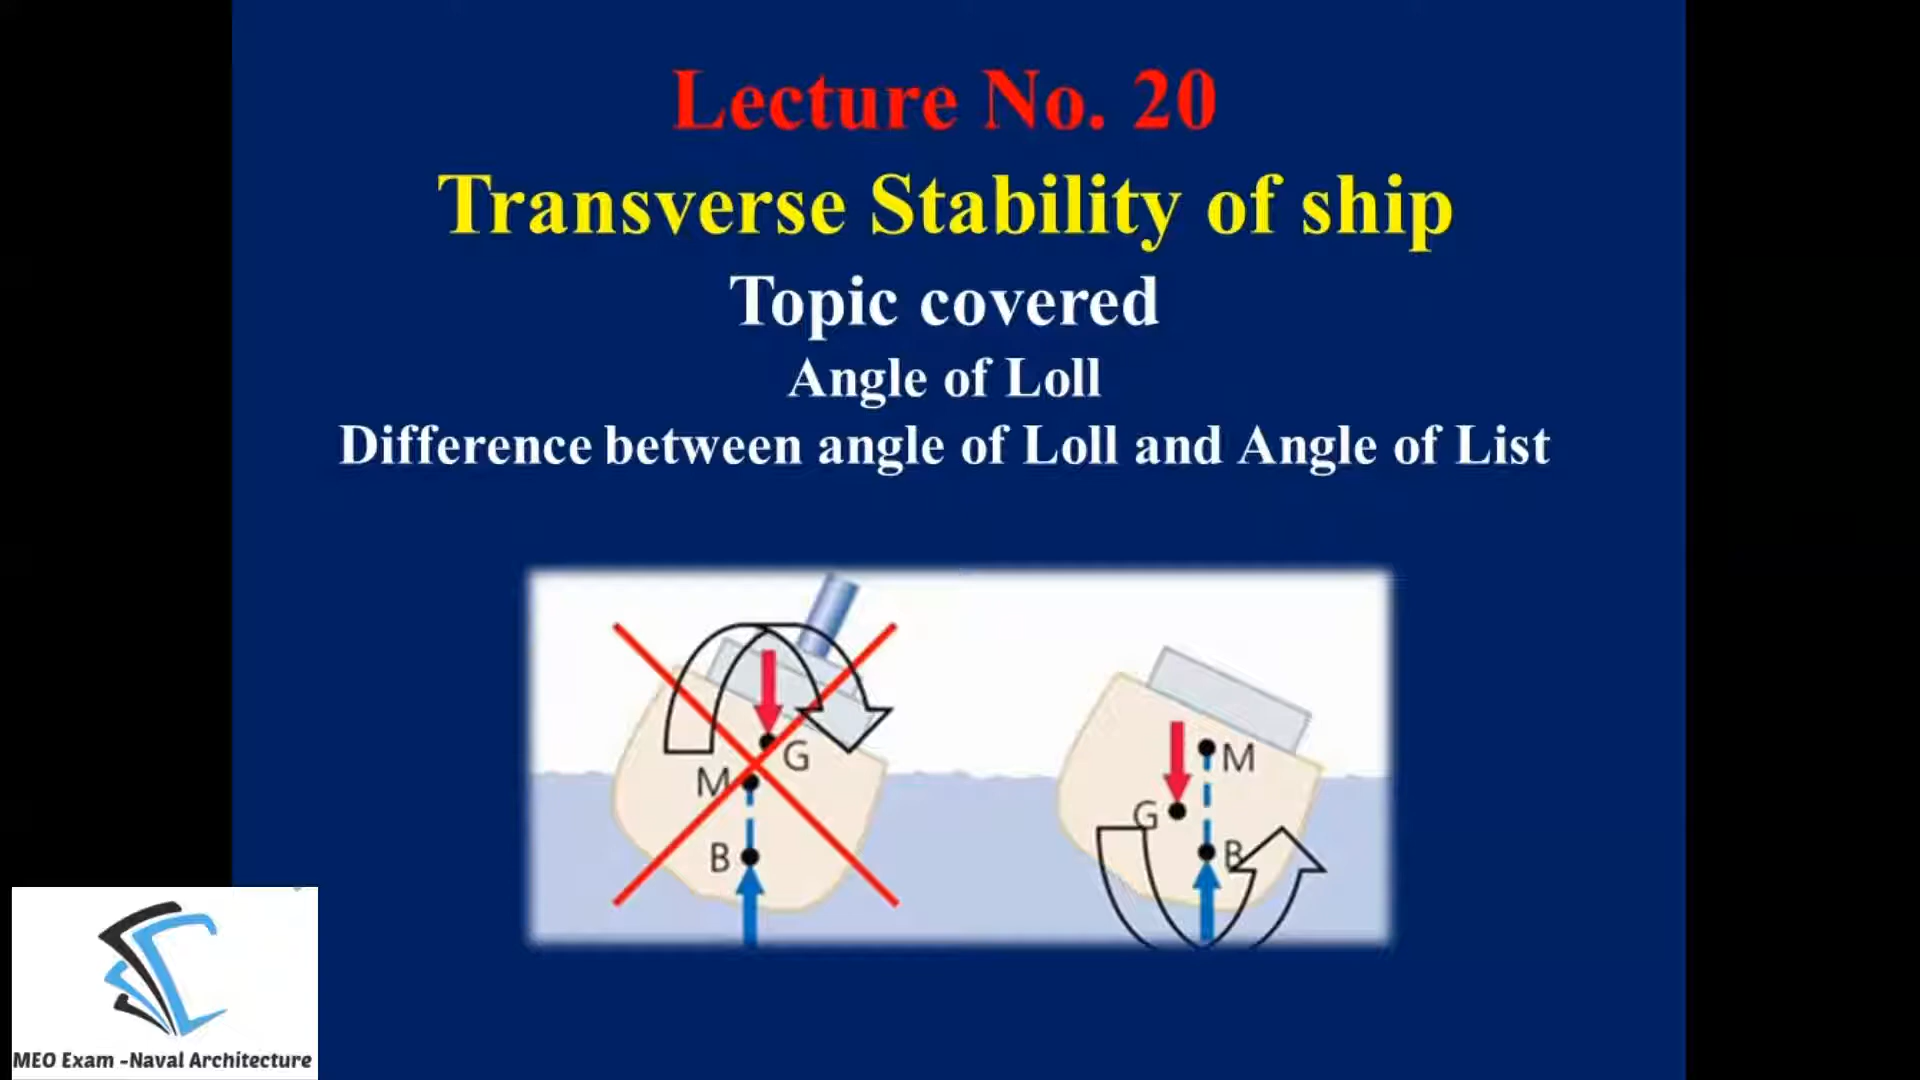 Lecture No. 20
Transverse Stability of ship
Topic covered
Angle of Loll
Difference between angle of Loll and Angle of List
G
M
B
M
G
B
MEO Exam -Naval Architecture